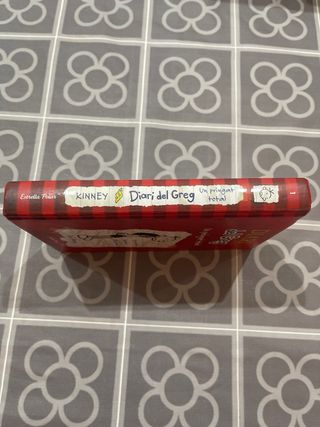 Estrella Polar
KINNEY
Diari del Greg
Un pringat
total
1